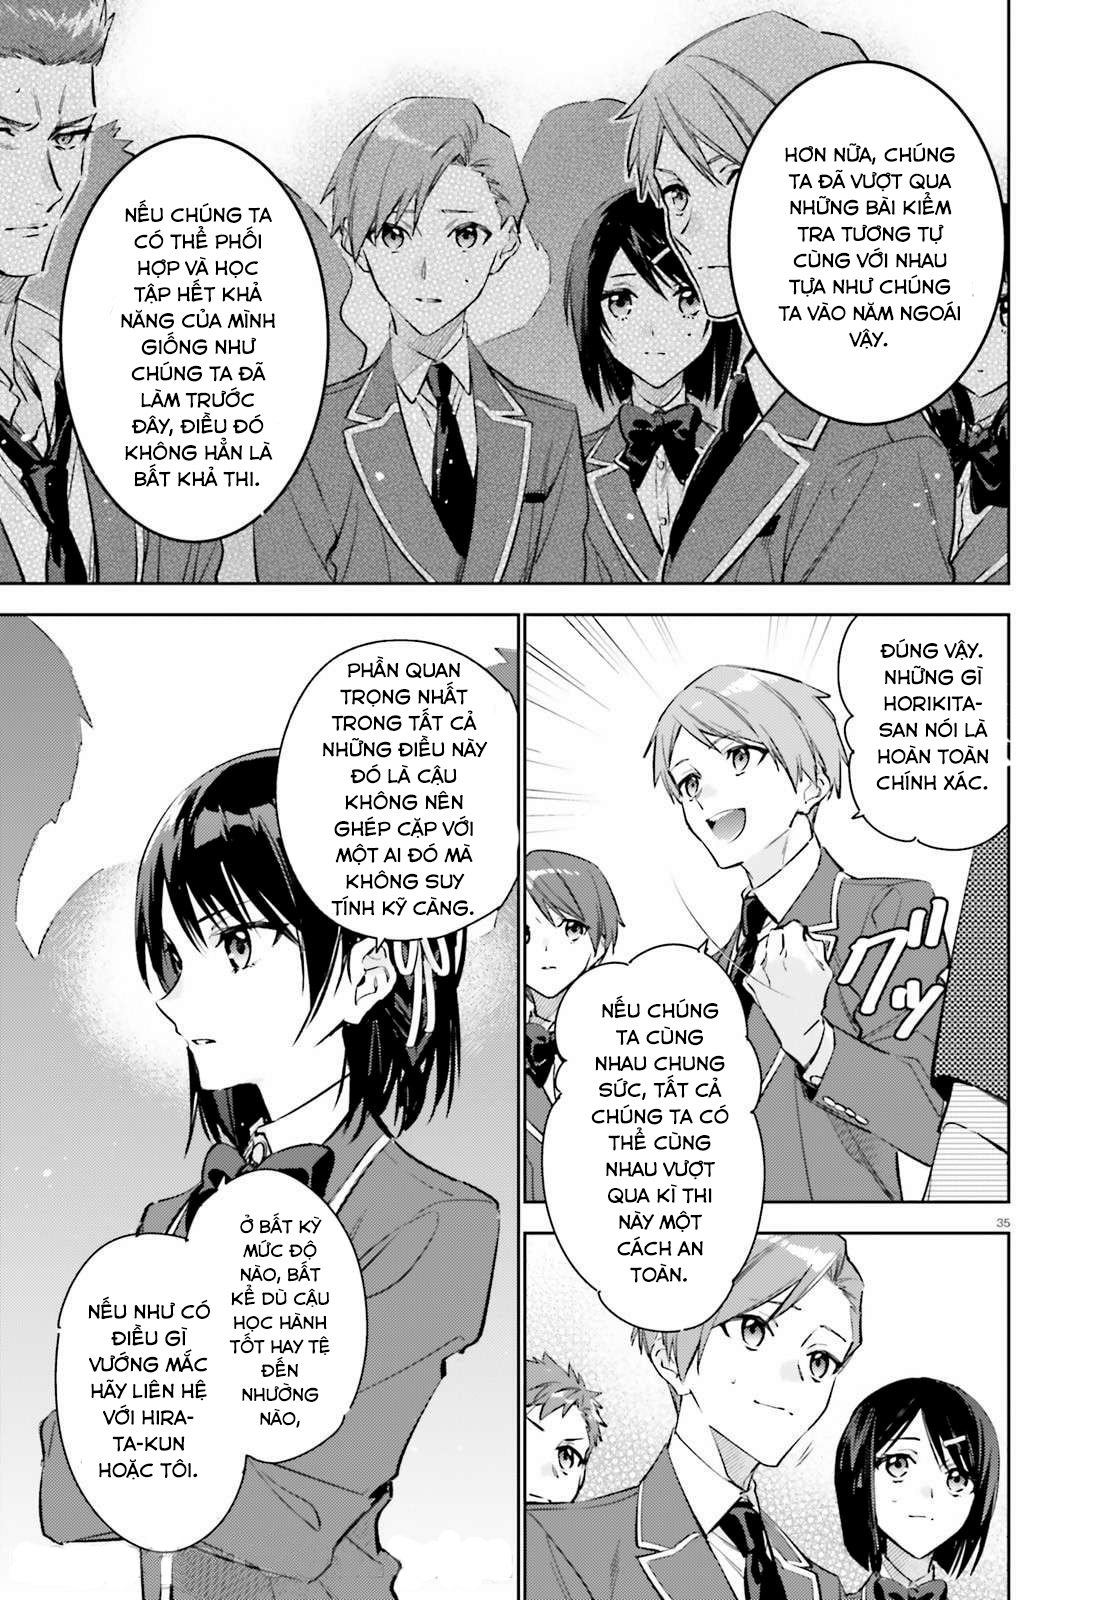 HƠN NỮA, CHÚNG
TA ĐÃ VƯỢT QUA
NHỮNG BÀI KIỂM
TRA TƯƠNG TỰ
CÙNG VỚI NHAU
TỰA NHƯ CHÚNG
TA VÀO NĂM NGOÁI
VẬY.
NẾU CHÚNG TA
CÓ THỂ PHỐI
HỢP VÀ HỌC
TẬP HẾT KHẢ
NĂNG CỦA MÌNH
GIỐNG NHƯ
CHÚNG TA ĐÃ
LÀM TRƯỚC
ĐÂY, ĐIỀU ĐÓ
KHÔNG HẲN LÀ
BẤT KHẢ THI.
ĐÚNG VẬY.
NHỮNG GÌ
HORIKITA-
SAN NÓI LÀ
HOÀN TOÀN
CHÍNH XÁC.
グッ
NẾU CHÚNG
TA CÙNG
NHAU CHUNG
SỨC, TẤT CẢ
CHÚNG TA CÓ
THỂ CÙNG
NHAU VƯỢT
QUA KÌ THI
NÀY MỘT
CÁCH AN
TOÀN.
35
PHẦN QUAN
TRỌNG NHẤT
TRONG TẤT CẢ
NHỮNG ĐIỀU NÀY
ĐÓ LÀ CẬU
KHÔNG NÊN
GHÉP CẶP VỚI
MỘT AI ĐÓ MÀ
KHÔNG SUY
TÍNH KỸ CÀNG.
Ở BẤT KỲ
MỨC ĐỘ
NÀO, BẤT
KỂ DÙ CẬU
HỌC HÀNH
TỐT HAY TỆ
ĐẾN
NHƯỜNG
NÀO,
NẾU NHƯ CÓ
ĐIỀU GÌ
VƯỚNG MẮC
HÃY LIÊN HỆ
VỚI HIRA-
TA-KUN
HOẶC TÔI.